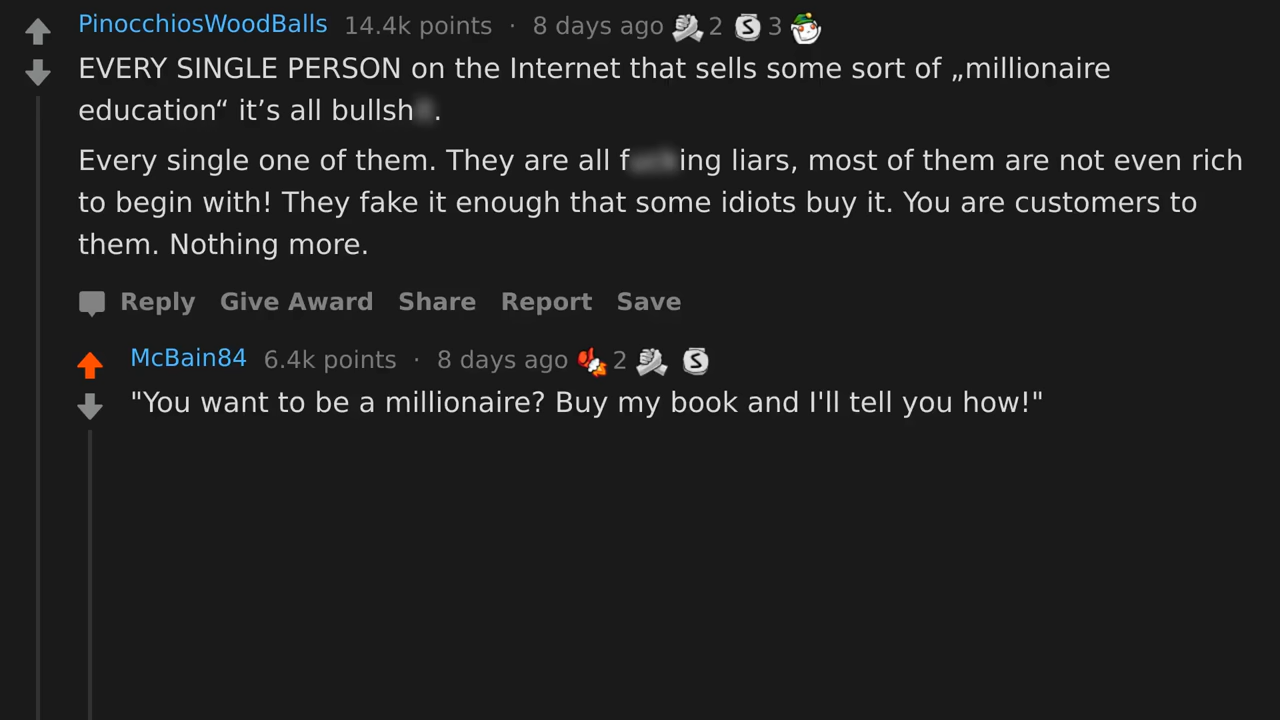 PinocchiosWoodBalls 14.4k points · 8 days ago 2 S 3
EVERY SINGLE PERSON on the Internet that sells some sort of „millionaire
education“ it’s all bullsh .
Every single one of them. They are all f ing liars, most of them are not even rich
to begin with! They fake it enough that some idiots buy it. You are customers to
them. Nothing more.
Reply Give Award Share Report Save
McBain84 6.4k points · 8 days ago 2 S
"You want to be a millionaire? Buy my book and I'll tell you how!"